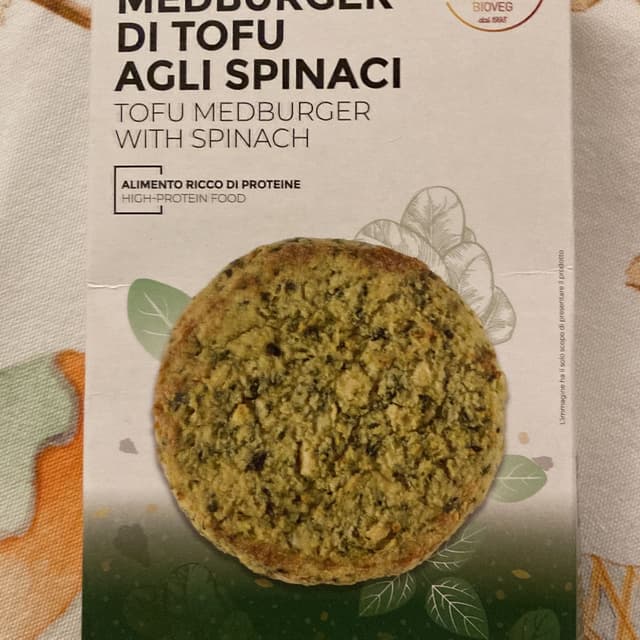 MEDBURGER
DI TOFU
AGLI SPINACI
TOFU MEDBURGER
WITH SPINACH
ALIMENTO RICCO DI PROTEINE
HIGH-PROTEIN FOOD
BIOVEG
dal 1998
L'immagine ha il solo scopo di presentare il prodotto